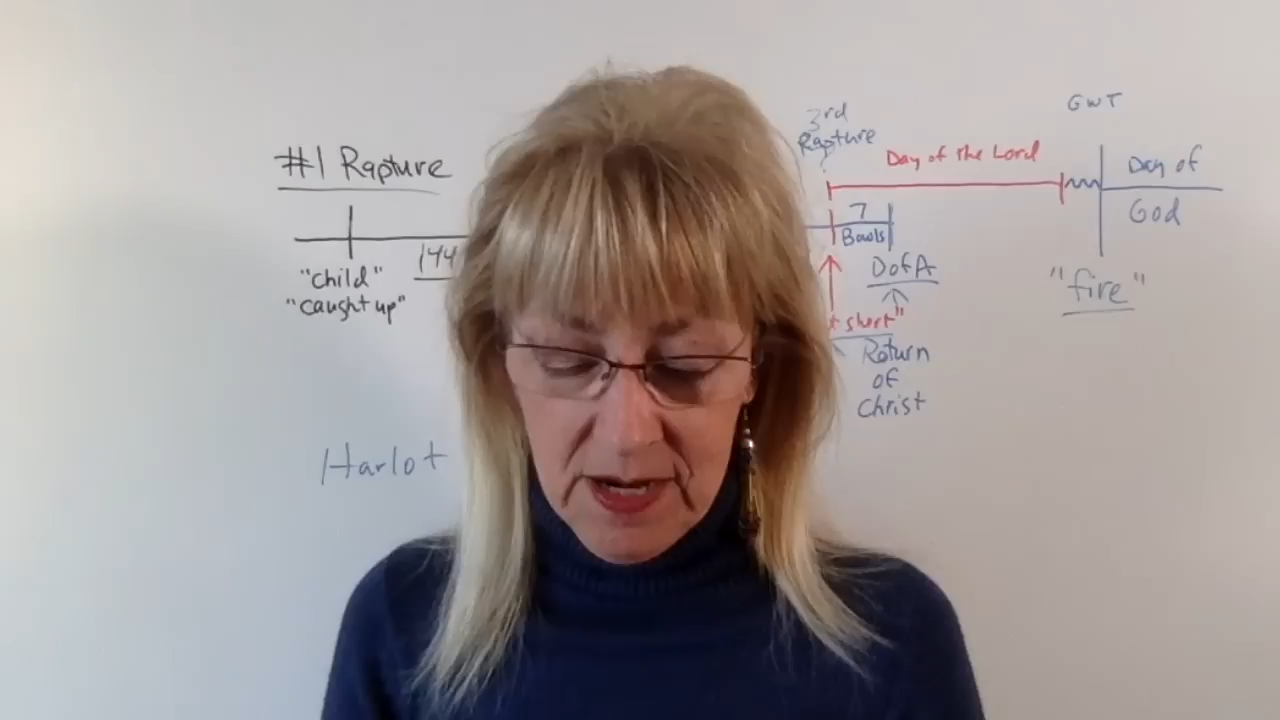 #1 Rapture
"child"
"caught up"
144
Harlot
3rd
Rapture
Day of the Lord
7
Bowls
D of A
short"
Return
of
Christ
GWT
Day of
God
"fire"